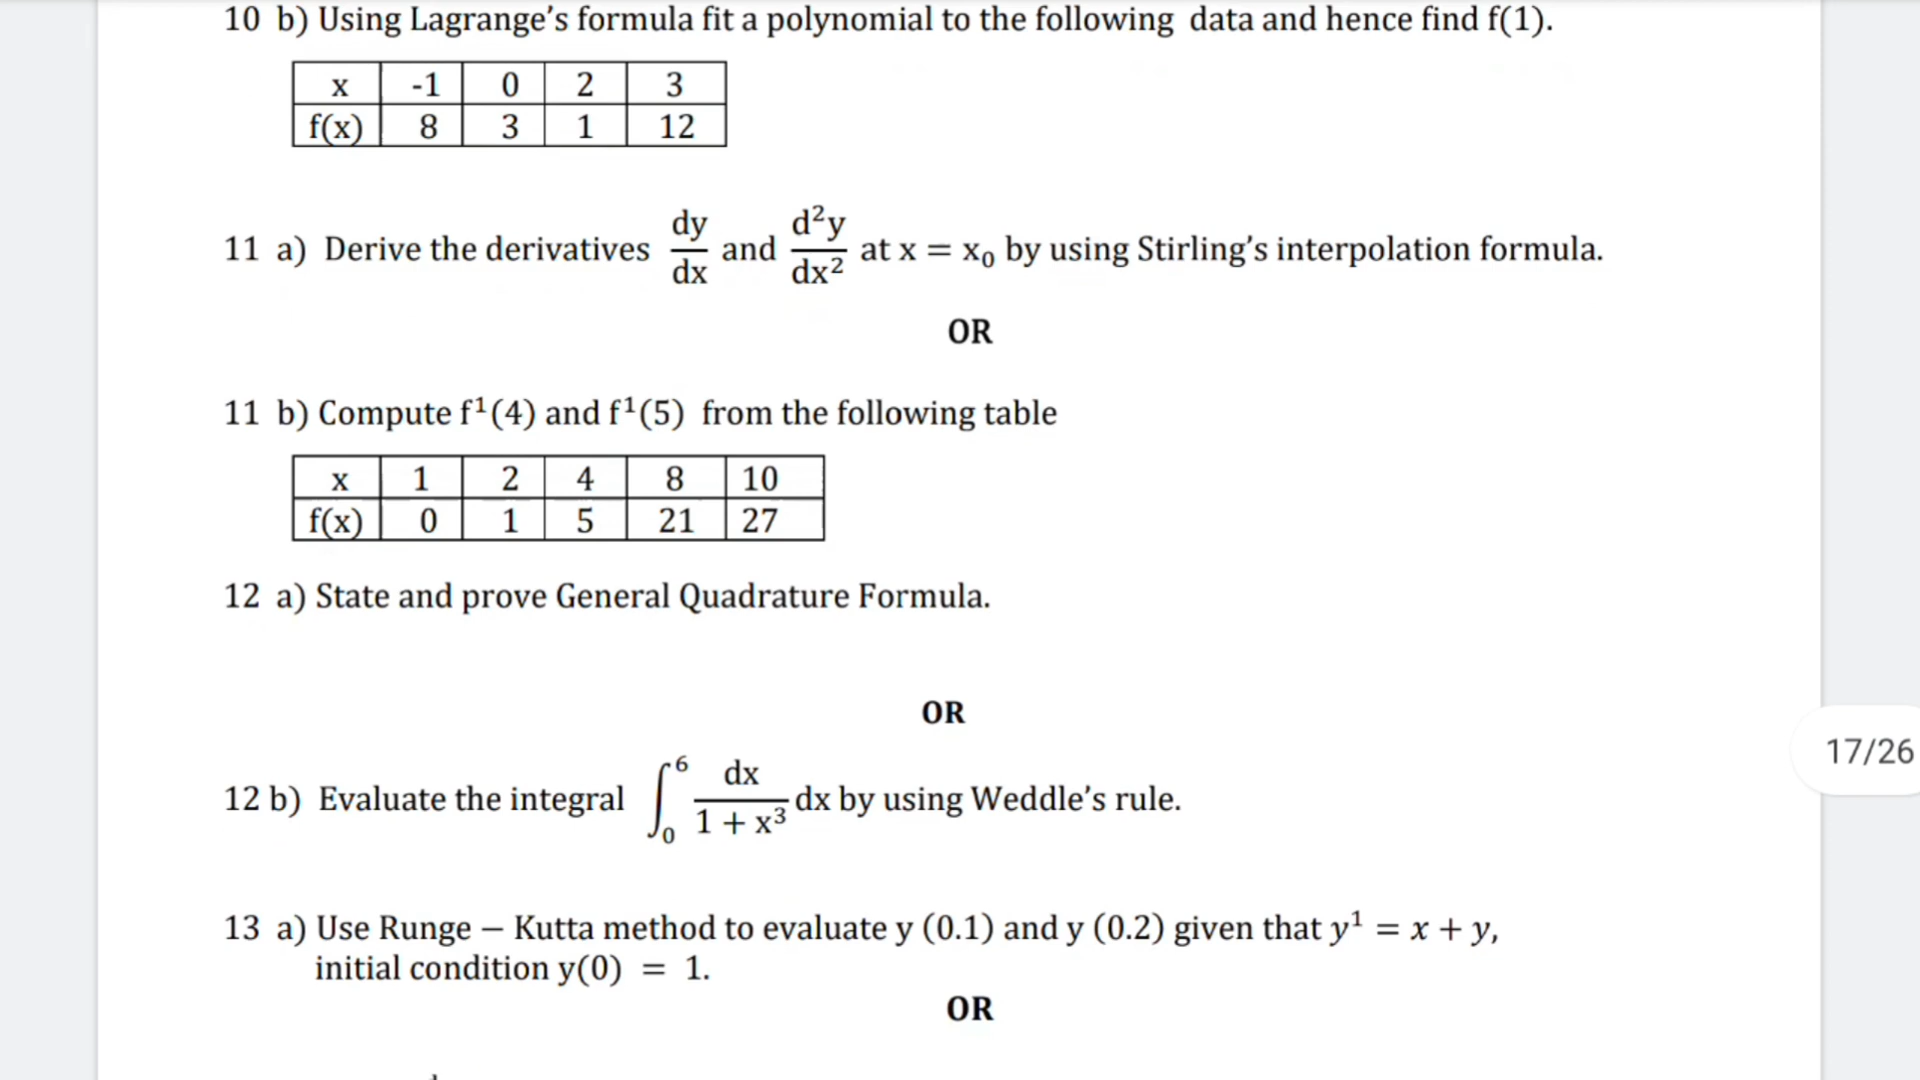 10 b) Using Lagrange's formula fit a polynomial to the following data and hence find f(1).
x -1 0 2 3
f(x) 8 3 1 12
11 a) Derive the derivatives dy/dx and d²y/dx² at x = x₀ by using Stirling's interpolation formula.
OR
11 b) Compute f¹(4) and f¹(5) from the following table
x 1 2 4 8 10
f(x) 0 1 5 21 27
12 a) State and prove General Quadrature Formula.
OR
12 b) Evaluate the integral ∫₀⁶ dx/(1 + x³) dx by using Weddle's rule.
17/26
13 a) Use Runge – Kutta method to evaluate y (0.1) and y (0.2) given that y¹ = x + y,
initial condition y(0) = 1.
OR